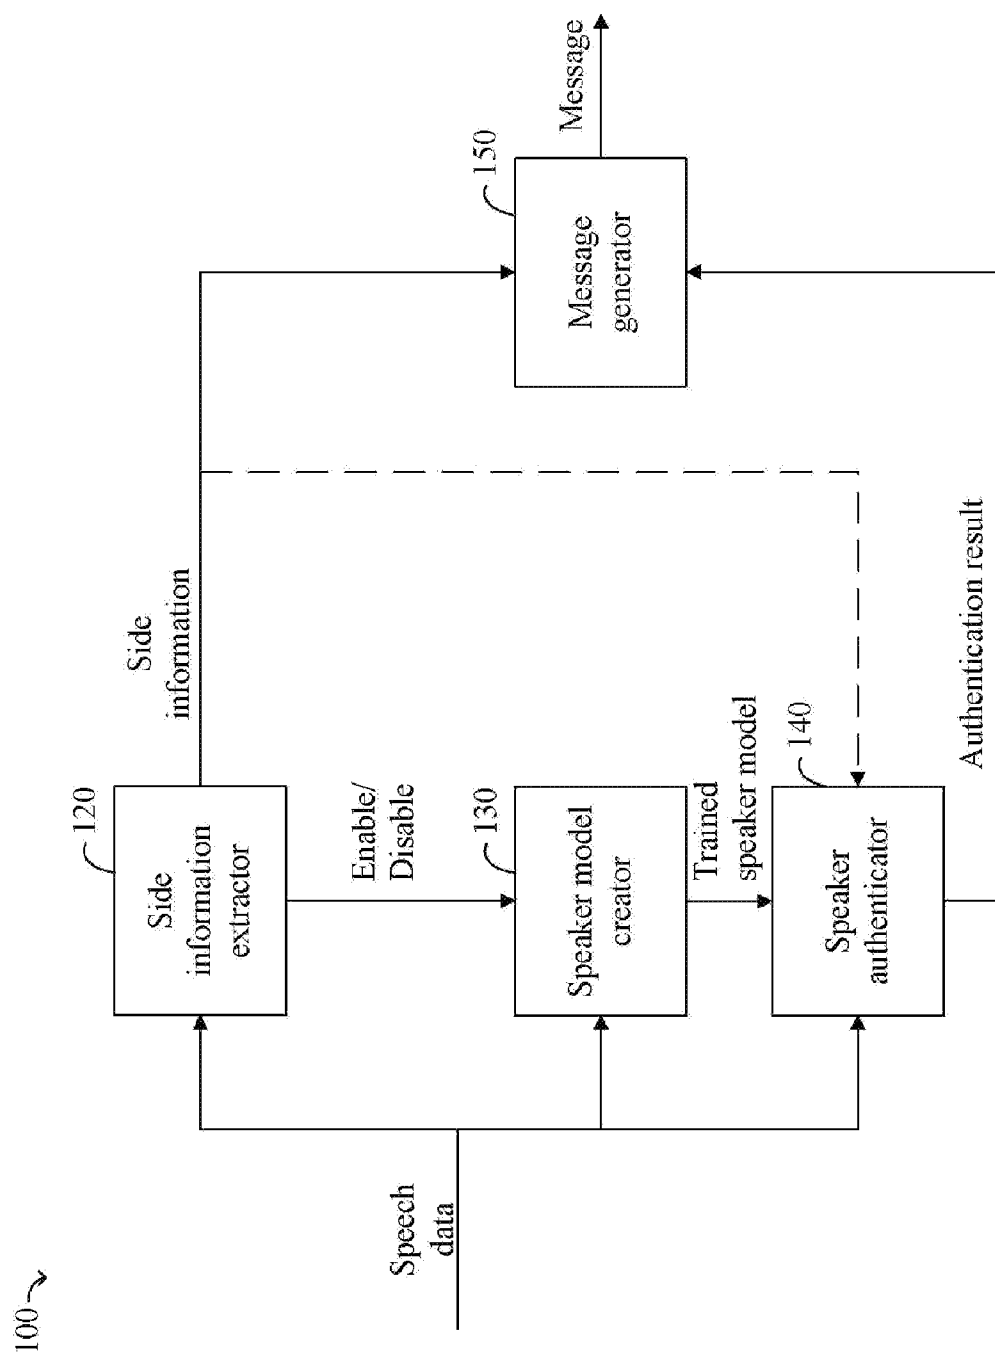 100
Speech
data
Side
information
extractor
120
Side
information
Enable/
Disable
Speaker model
creator
130
Trained
speaker model
Speaker
authenticator
140
Authentication result
Message
generator
150
Message